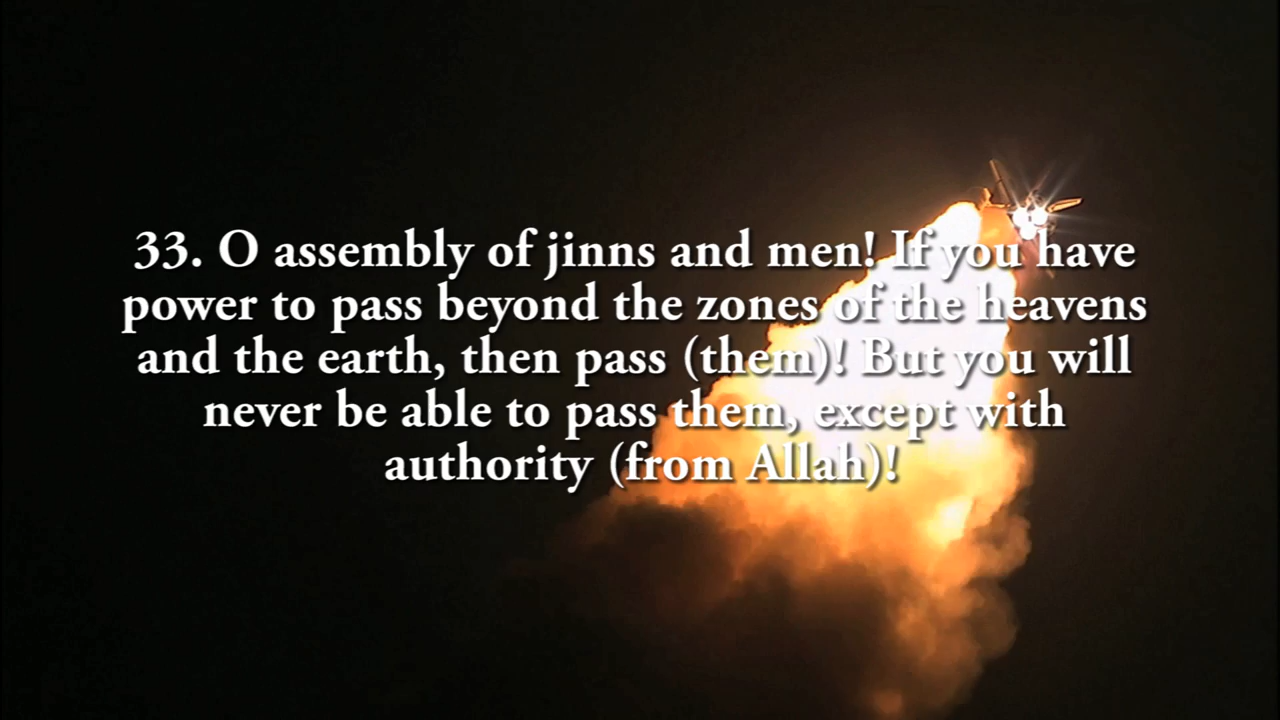 33. O assembly of jinns and men! If you have
power to pass beyond the zones of the heavens
and the earth, then pass (them)! But you will
never be able to pass them, except with
authority (from Allah)!